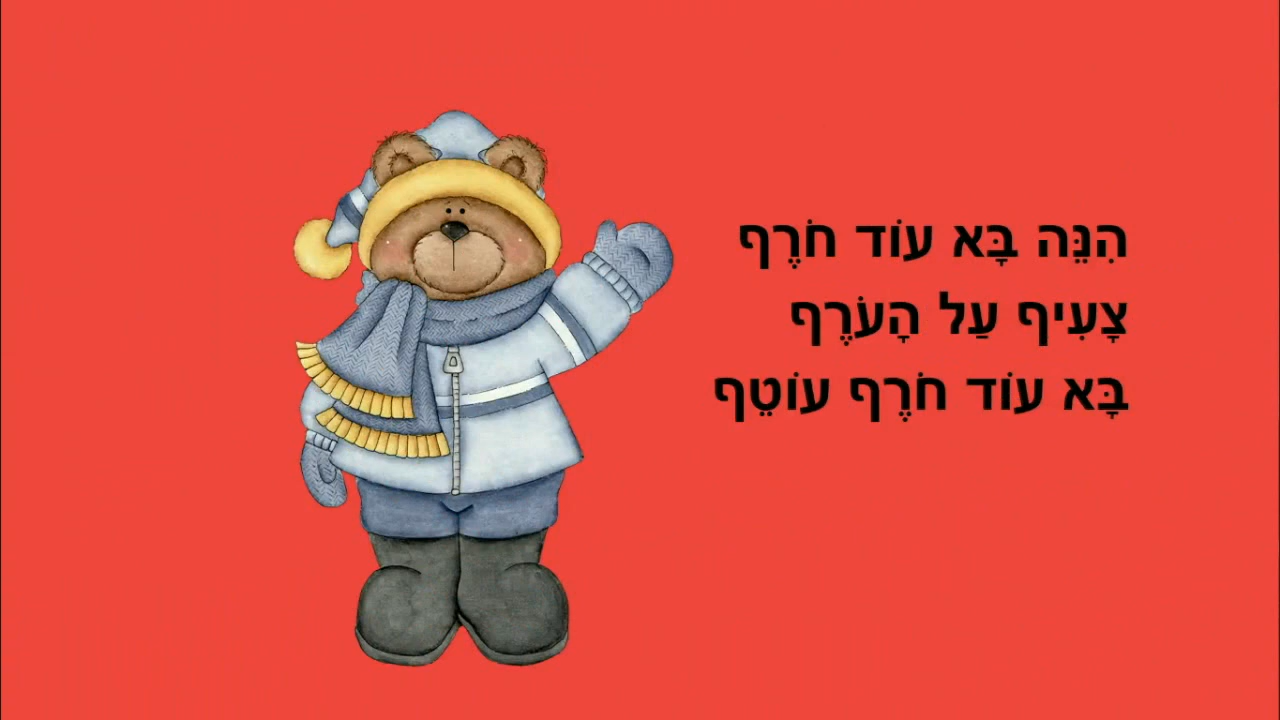 הִנֵּה בָּא עוֹד חֹרֶף
צָעִיף עַל הָעֹרֶף
בָּא עוֹד חֹרֶף עוֹטֵף